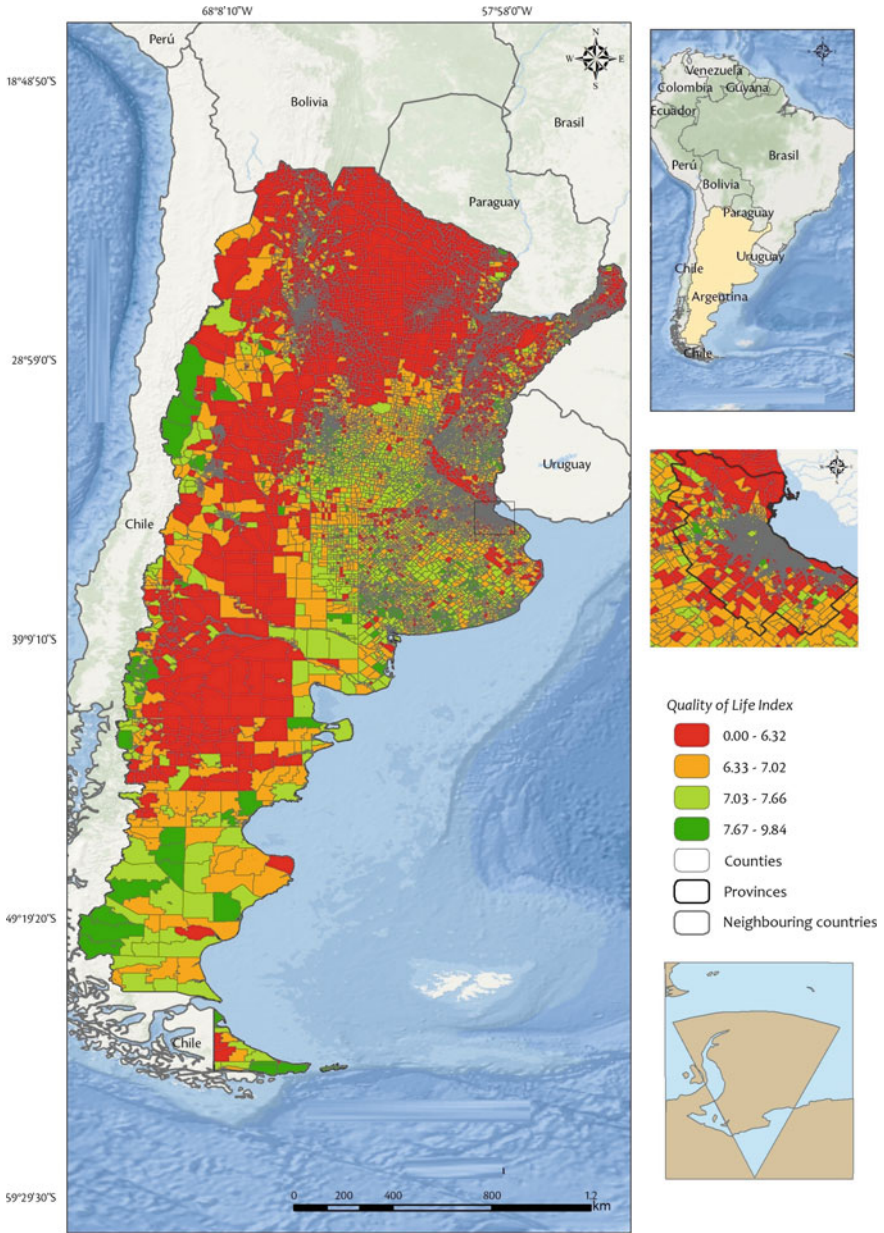 68°8'10"S
57°58'0"W
18°48'50"S
28°59'0"S
39°9'10"S
49°19'20"S
59°29'30"S
N
W E
S
Perú
Bolivia
Brasil
Paraguay
Uruguay
Chile
Chile
0 200 400 800 1.2
km
Venezuela
Colombia
Guyana
Ecuador
Brasil
Perú
Bolivia
Paraguay
Chile
Uruguay
Argentina
Chile
Quality of Life Index
0.00 - 6.32
6.33 - 7.02
7.03 - 7.66
7.67 - 9.84
Counties
Provinces
Neighbouring countries